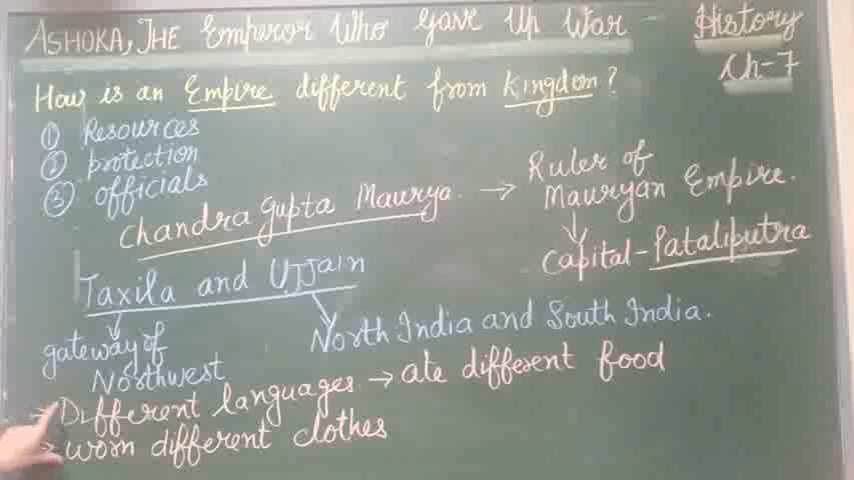 ASHOKA, THE Emperor Who Gave Up War
History
Ch-7
How is an Empire different from Kingdom?
① Resources
② protection
③ officials
Chandragupta Maurya. → Ruler of
Mauryan Empire.
Capital - Pataliputra
Taxila and Ujjain
gateway of
Northwest
North India and South India.
→ Different languages → ate different food
→ worn different clothes